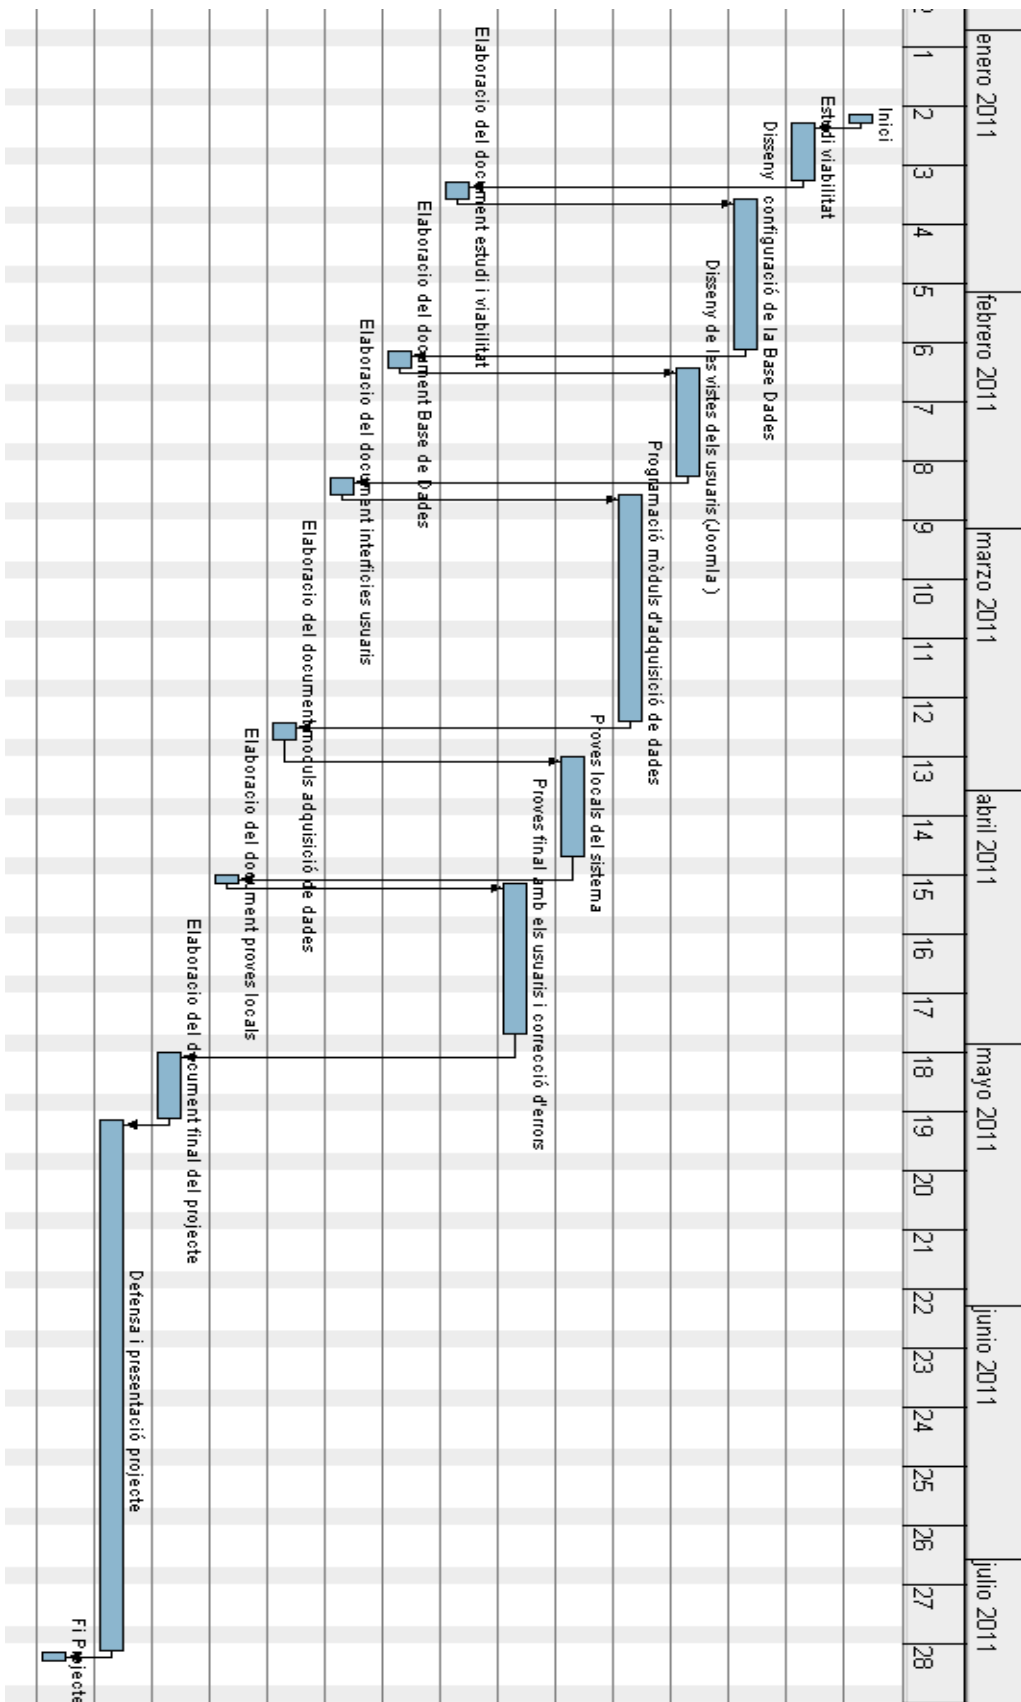 enero 2011
febrero 2011
marzo 2011
abril 2011
mayo 2011
junio 2011
julio 2011
1 2 3 4 5 6 7 8 9 10 11 12 13 14 15 16 17 18 19 20 21 22 23 24 25 26 27 28
Inici
Estudi viabilitat
Disseny configuració de la Base Dades
Disseny de les vistes dels usuaris (Joomla )
Programació mòduls d'adquisició de dades
Proves locals del sistema
Proves final amb els usuaris i correcció d'errors
Elaboracio del document estudi i viabilitat
Elaboracio del document Base de Dades
Elaboracio del document interficies usuaris
Elaboracio del document moculs adquisició de dades
Elaboracio del document proves locals
Elaboracio del document final del projecte
Defensa i presentació projecte
Fi Projecte